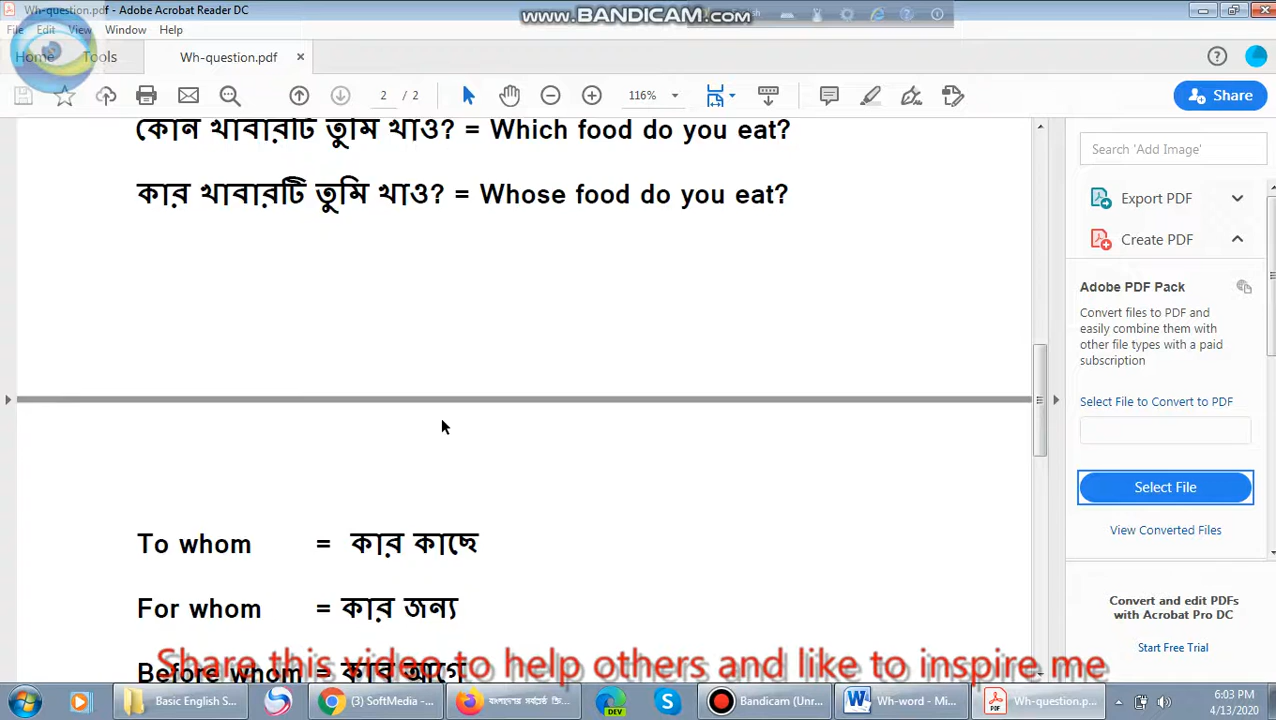 Wh-question.pdf - Adobe Acrobat Reader DC
www.BANDICAM.com
File Edit View Window Help
Home Tools Wh-question.pdf ×
2 / 2 116% Share
কোন খাবারটি তুমি খাও? = Which food do you eat?
কার খাবারটি তুমি খাও? = Whose food do you eat?
To whom = কার কাছে
For whom = কার জন্য
Before whom = কার আগে
Search 'Add Image'
Export PDF
Create PDF
Adobe PDF Pack
Convert files to PDF and
easily combine them with
other file types with a paid
subscription
Select File to Convert to PDF
Select File
View Converted Files
Convert and edit PDFs
with Acrobat Pro DC
Start Free Trial
Share this video to help others and like to inspire me
Basic English S... (3) SoftMedia - ... DEV Bandicam (Unr... Wh-word - Mi... Wh-question.p...
6:03 PM
4/13/2020